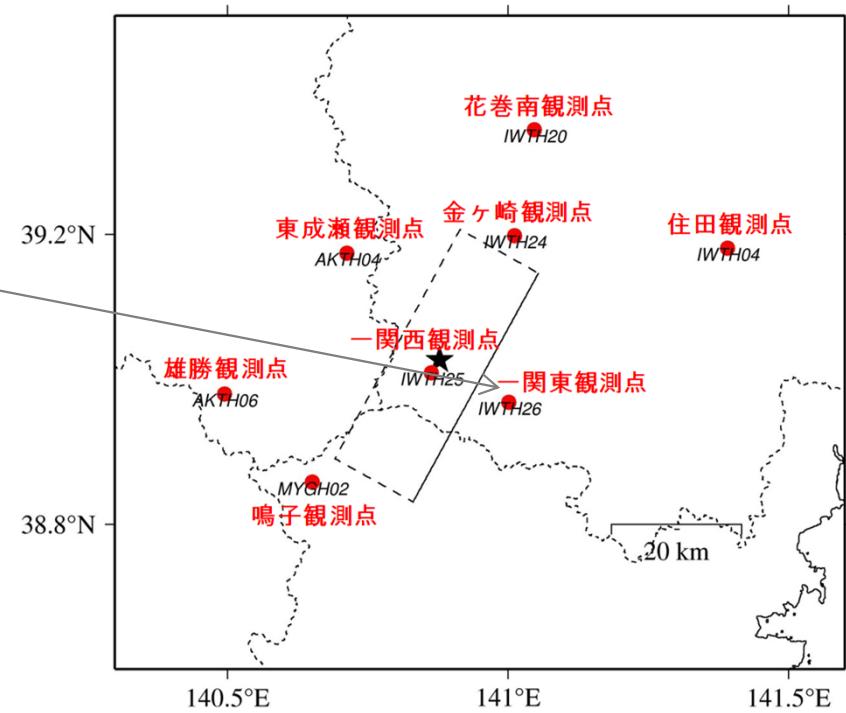 花巻南観測点
IWTH20
39.2°N
金ヶ崎観測点
IWTH24
東成瀬観測点
AKTH04
住田観測点
IWTH04
一関西観測点
IWTH25
雄勝観測点
AKTH06
一関東観測点
IWTH26
MYGH02
鳴子観測点
38.8°N
20 km
140.5°E
141°E
141.5°E